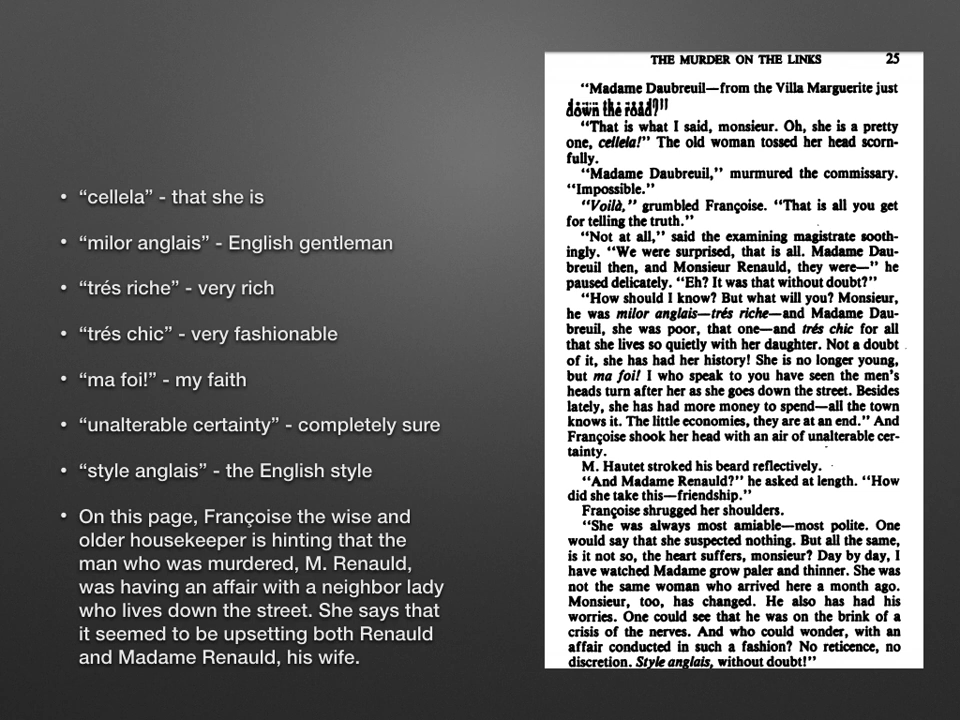 • “cellela” - that she is
• “milor anglais” - English gentleman
• “trés riche” - very rich
• “trés chic” - very fashionable
• “ma foi!” - my faith
• “unalterable certainty” - completely sure
• “style anglais” - the English style
• On this page, Françoise the wise and
older housekeeper is hinting that the
man who was murdered, M. Renauld,
was having an affair with a neighbor lady
who lives down the street. She says that
it seemed to be upsetting both Renauld
and Madame Renauld, his wife.
THE MURDER ON THE LINKS 25
“Madame Daubreuil—from the Villa Marguerite just
down the road?”
“That is what I said, monsieur. Oh, she is a pretty
one, cellela!” The old woman tossed her head scorn-
fully.
“Madame Daubreuil,” murmured the commissary.
“Impossible.”
“Voilà,” grumbled Françoise. “That is all you get
for telling the truth.”
“Not at all,” said the examining magistrate sooth-
ingly. “We were surprised, that is all. Madame Dau-
breuil then, and Monsieur Renauld, they were—” he
paused delicately. “Eh? It was that without doubt?”
“How should I know? But what will you? Monsieur,
he was milor anglais—trés riche—and Madame Dau-
breuil, she was poor, that one—and trés chic for all
that she lives so quietly with her daughter. Not a doubt
of it, she has had her history! She is no longer young,
but ma foi! I who speak to you have seen the men’s
heads turn after her as she goes down the street. Besides
lately, she has had more money to spend—all the town
knows it. The little economies, they are at an end.” And
Françoise shook her head with an air of unalterable cer-
tainty.
M. Hautet stroked his beard reflectively.
“And Madame Renauld?” he asked at length. “How
did she take this—friendship.”
Françoise shrugged her shoulders.
“She was always most amiable—most polite. One
would say that she suspected nothing. But all the same,
is it not so, the heart suffers, monsieur? Day by day, I
have watched Madame grow paler and thinner. She was
not the same woman who arrived here a month ago.
Monsieur, too, has changed. He also has had his
worries. One could see that he was on the brink of a
crisis of the nerves. And who could wonder, with an
affair conducted in such a fashion? No reticence, no
discretion. Style anglais, without doubt!”